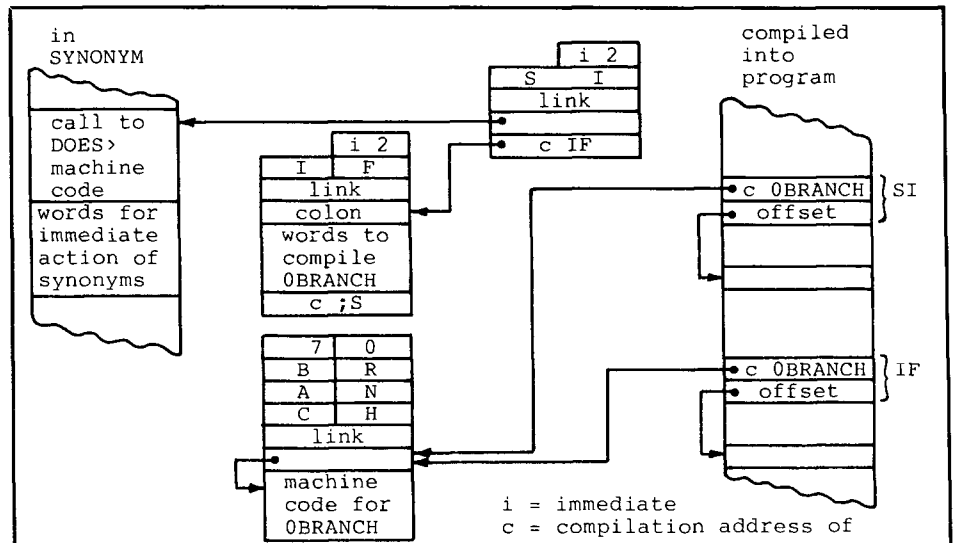 in
SYNONYM
call to
DOES>
machine
code
words for
immediate
action of
synonyms
i 2
S I
link
c IF
i 2
I F
link
colon
words to
compile
0BRANCH
c ;S
7 0
B R
A N
C H
link
machine
code for
0BRANCH
compiled
into
program
c 0BRANCH
offset
SI
c 0BRANCH
offset
IF
i = immediate
c = compilation address of